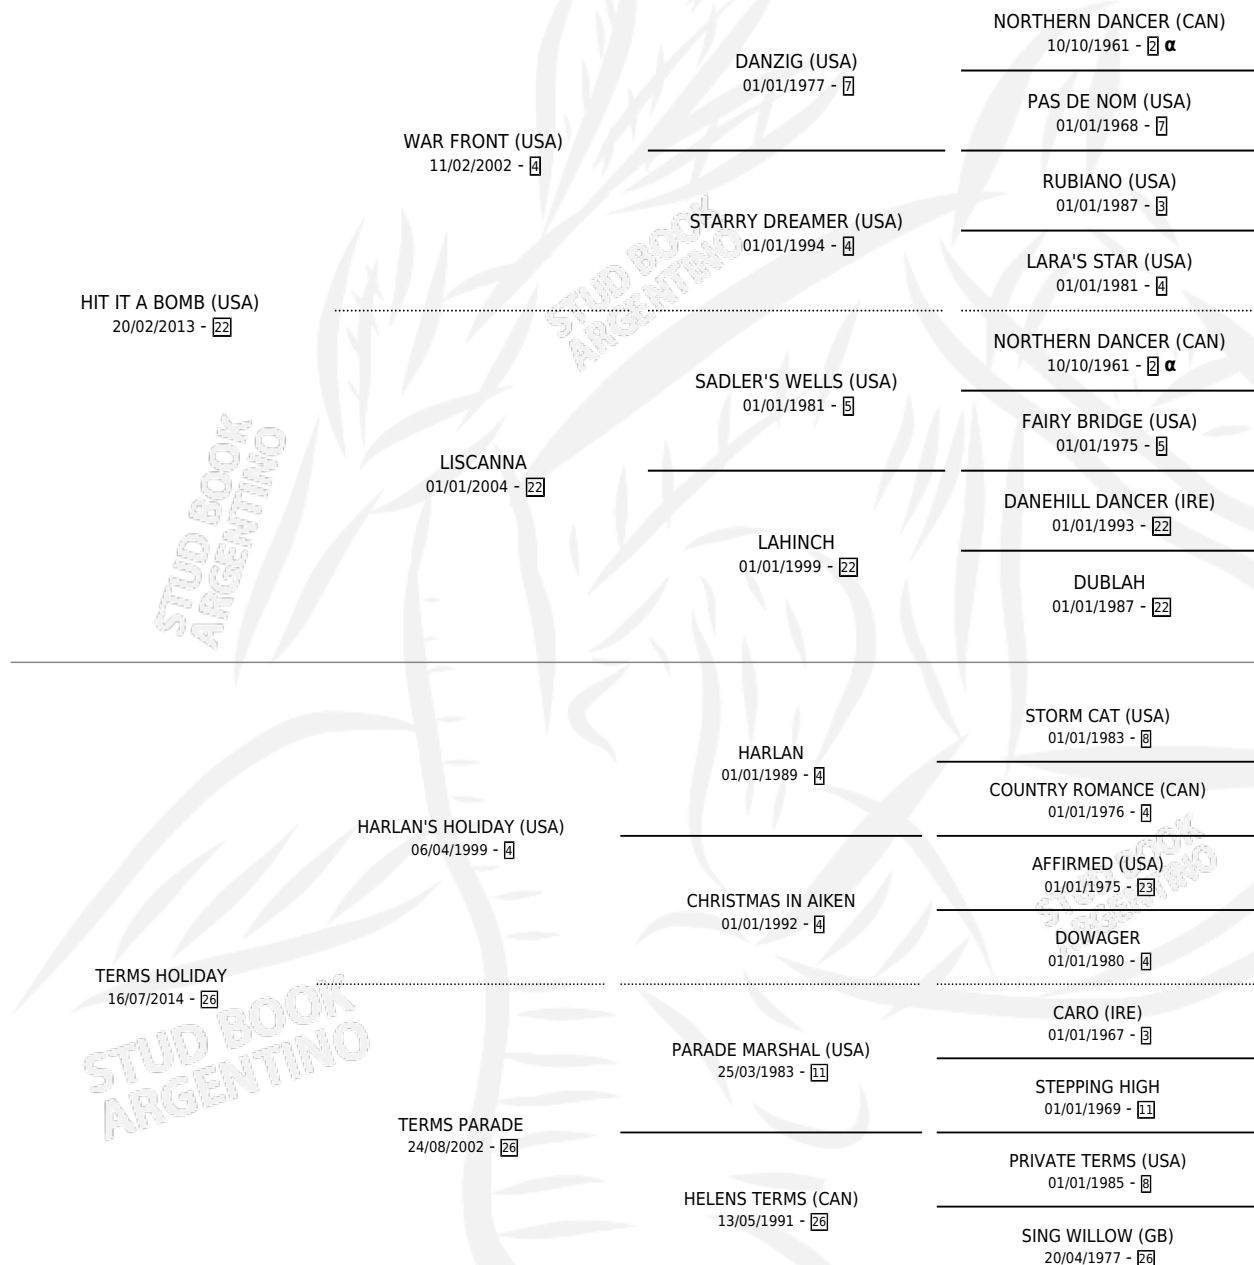 NORTHERN DANCER (CAN)
10/10/1961 - 2 α
DANZIG (USA)
01/01/1977 - 7
PAS DE NOM (USA)
01/01/1968 - 7
WAR FRONT (USA)
11/02/2002 - 4
RUBIANO (USA)
01/01/1987 - 3
STARRY DREAMER (USA)
01/01/1994 - 4
LARA'S STAR (USA)
01/01/1981 - 4
HIT IT A BOMB (USA)
20/02/2013 - 22
NORTHERN DANCER (CAN)
10/10/1961 - 2 α
SADLER'S WELLS (USA)
01/01/1981 - 5
FAIRY BRIDGE (USA)
01/01/1975 - 5
LISCANNA
01/01/2004 - 22
DANEHILL DANCER (IRE)
01/01/1993 - 22
LAHINCH
01/01/1999 - 22
DUBLAH
01/01/1987 - 22
STORM CAT (USA)
01/01/1983 - 8
HARLAN
01/01/1989 - 4
COUNTRY ROMANCE (CAN)
01/01/1976 - 4
HARLAN'S HOLIDAY (USA)
06/04/1999 - 4
AFFIRMED (USA)
01/01/1975 - 23
CHRISTMAS IN AIKEN
01/01/1992 - 4
DOWAGER
01/01/1980 - 4
TERMS HOLIDAY
16/07/2014 - 26
CARO (IRE)
01/01/1967 - 3
PARADE MARSHAL (USA)
25/03/1983 - 11
STEPPING HIGH
01/01/1969 - 11
TERMS PARADE
24/08/2002 - 26
PRIVATE TERMS (USA)
01/01/1985 - 8
HELENS TERMS (CAN)
13/05/1991 - 26
SING WILLOW (GB)
20/04/1977 - 26
STUD BOOK
ARGENTINO
STUD BOOK
ARGENTINO
STUD BOOK
ARGENTINO
STUD BOOK
ARGENTINO